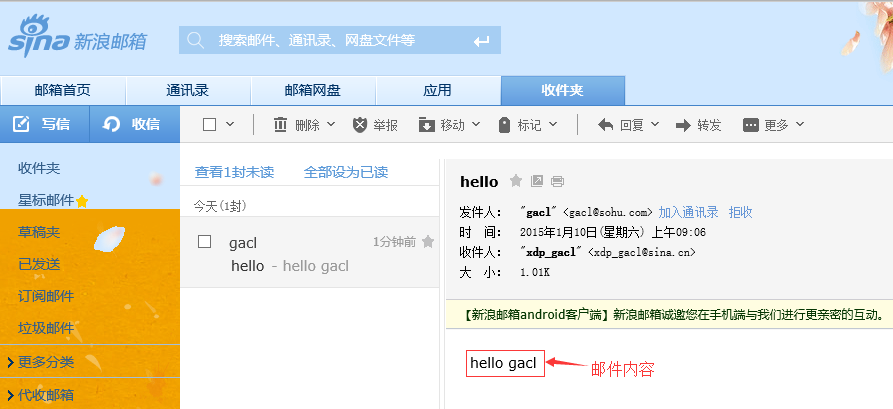 sina 新浪邮箱
搜索邮件、通讯录、网盘文件等
邮箱首页 通讯录 邮箱网盘 应用 收件夹
写信 收信 删除 举报 移动 标记 回复 转发 更多
收件夹
星标邮件
草稿夹
已发送
订阅邮件
垃圾邮件
更多分类
代收邮箱
查看1封未读 全部设为已读
今天(1封)
gacl 1分钟前
hello - hello gacl
hello
发件人： "gacl" <gacl@sohu.com> 加入通讯录 拒收
时 间： 2015年1月10日(星期六) 上午09:06
收件人： "xdp_gacl" <xdp_gacl@sina.cn>
大 小： 1.01K
【新浪邮箱android客户端】新浪邮箱诚邀您在手机端与我们进行更亲密的互动。
hello gacl 邮件内容